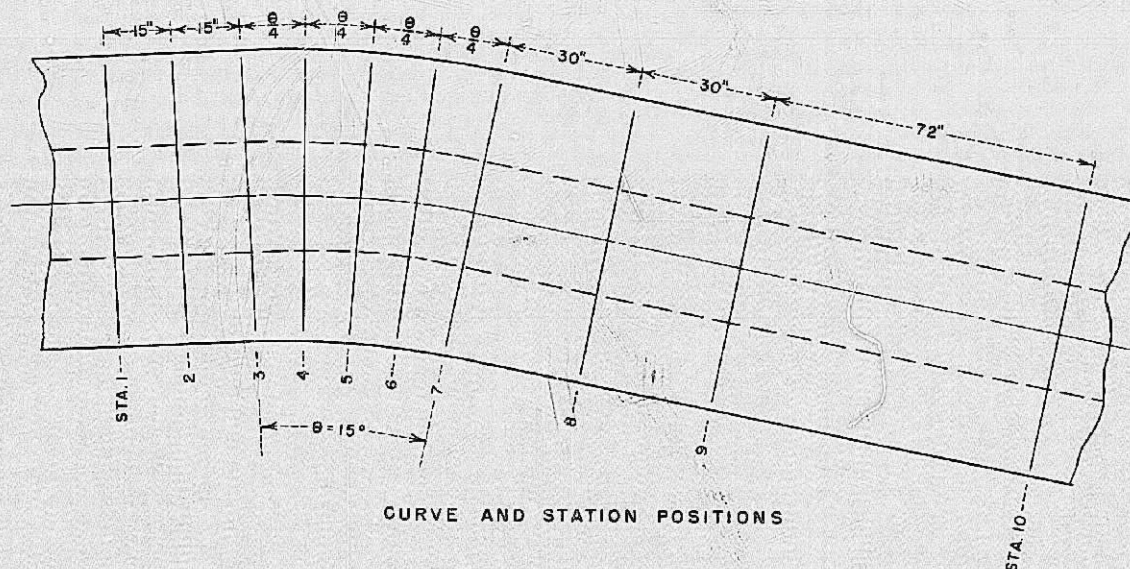 15" 15" θ/4 θ/4 θ/4 θ/4 30" 30" 72"
STA. 1 2 3 4 5 6 7 8 9 STA. 10
θ = 15°
CURVE AND STATION POSITIONS